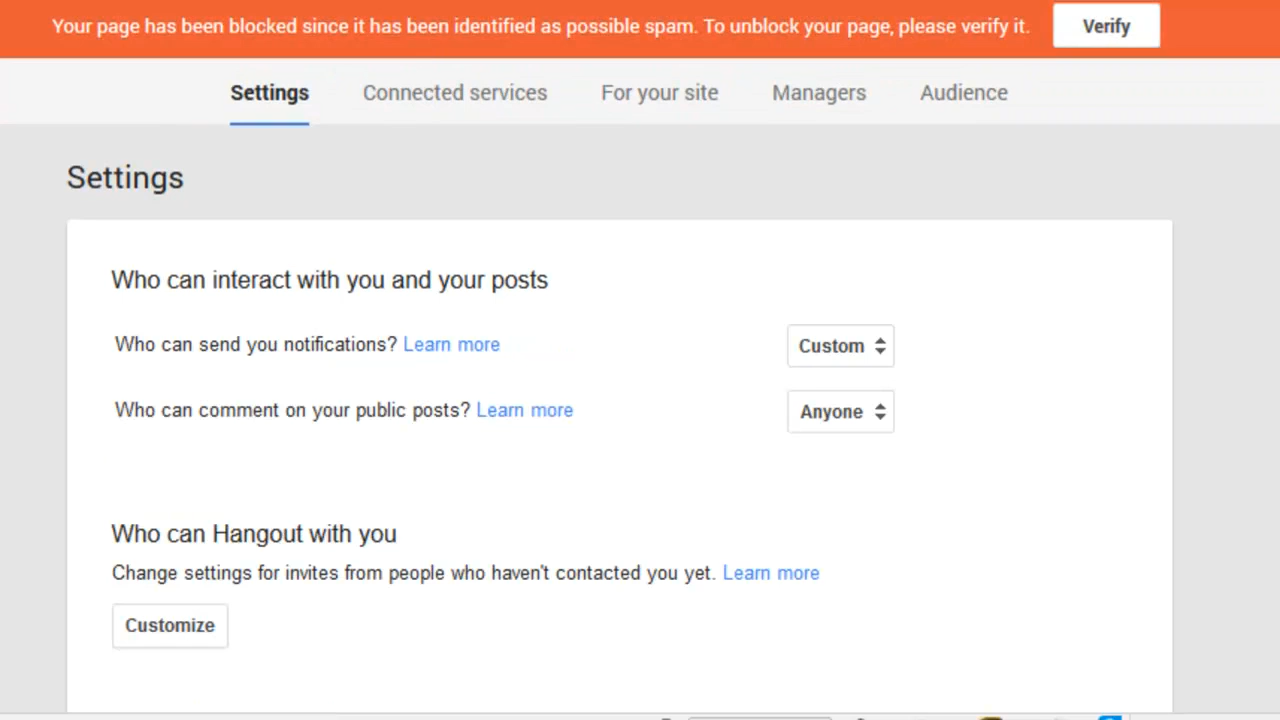 Your page has been blocked since it has been identified as possible spam. To unblock your page, please verify it. Verify
Settings Connected services For your site Managers Audience
Settings
Who can interact with you and your posts
Who can send you notifications? Learn more Custom
Who can comment on your public posts? Learn more Anyone
Who can Hangout with you
Change settings for invites from people who haven't contacted you yet. Learn more
Customize